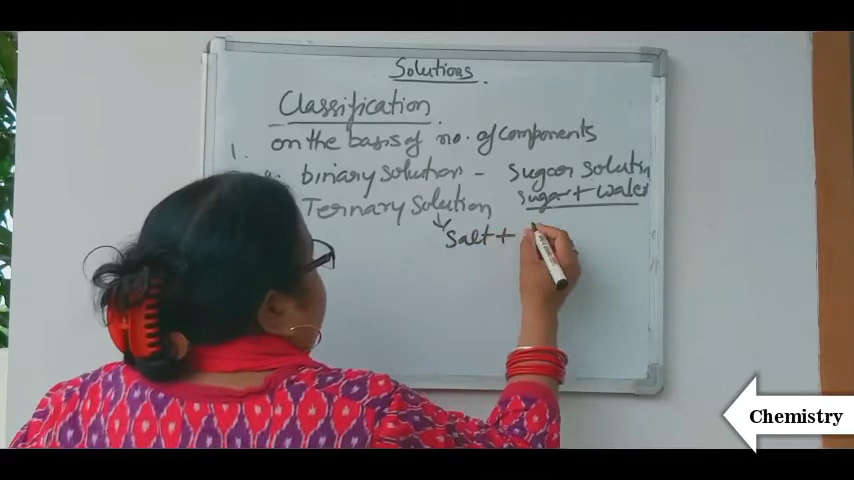 Solutions
Classification
1. on the basis of no. of components
a. binary solution - sugar solution
sugar + water
Ternary solution
↓
Salt +
Chemistry